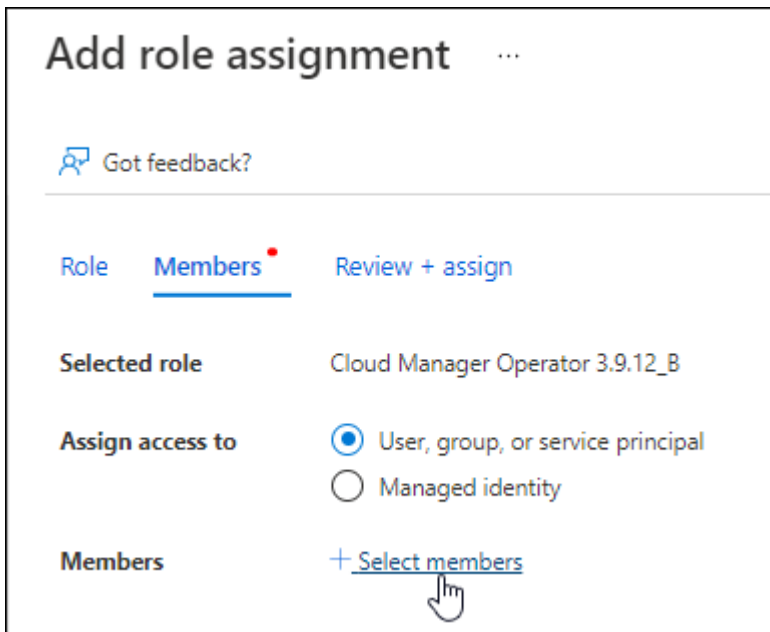 Add role assignment ...
Got feedback?
Role Members Review + assign
Selected role Cloud Manager Operator 3.9.12_B
Assign access to User, group, or service principal
Managed identity
Members + Select members